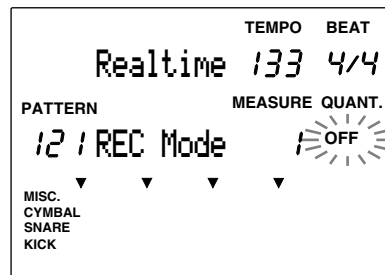 TEMPO BEAT
Realtime 133 4/4
PATTERN MEASURE QUANT.
121 REC Mode 1 OFF
MISC.
CYMBAL
SNARE
KICK